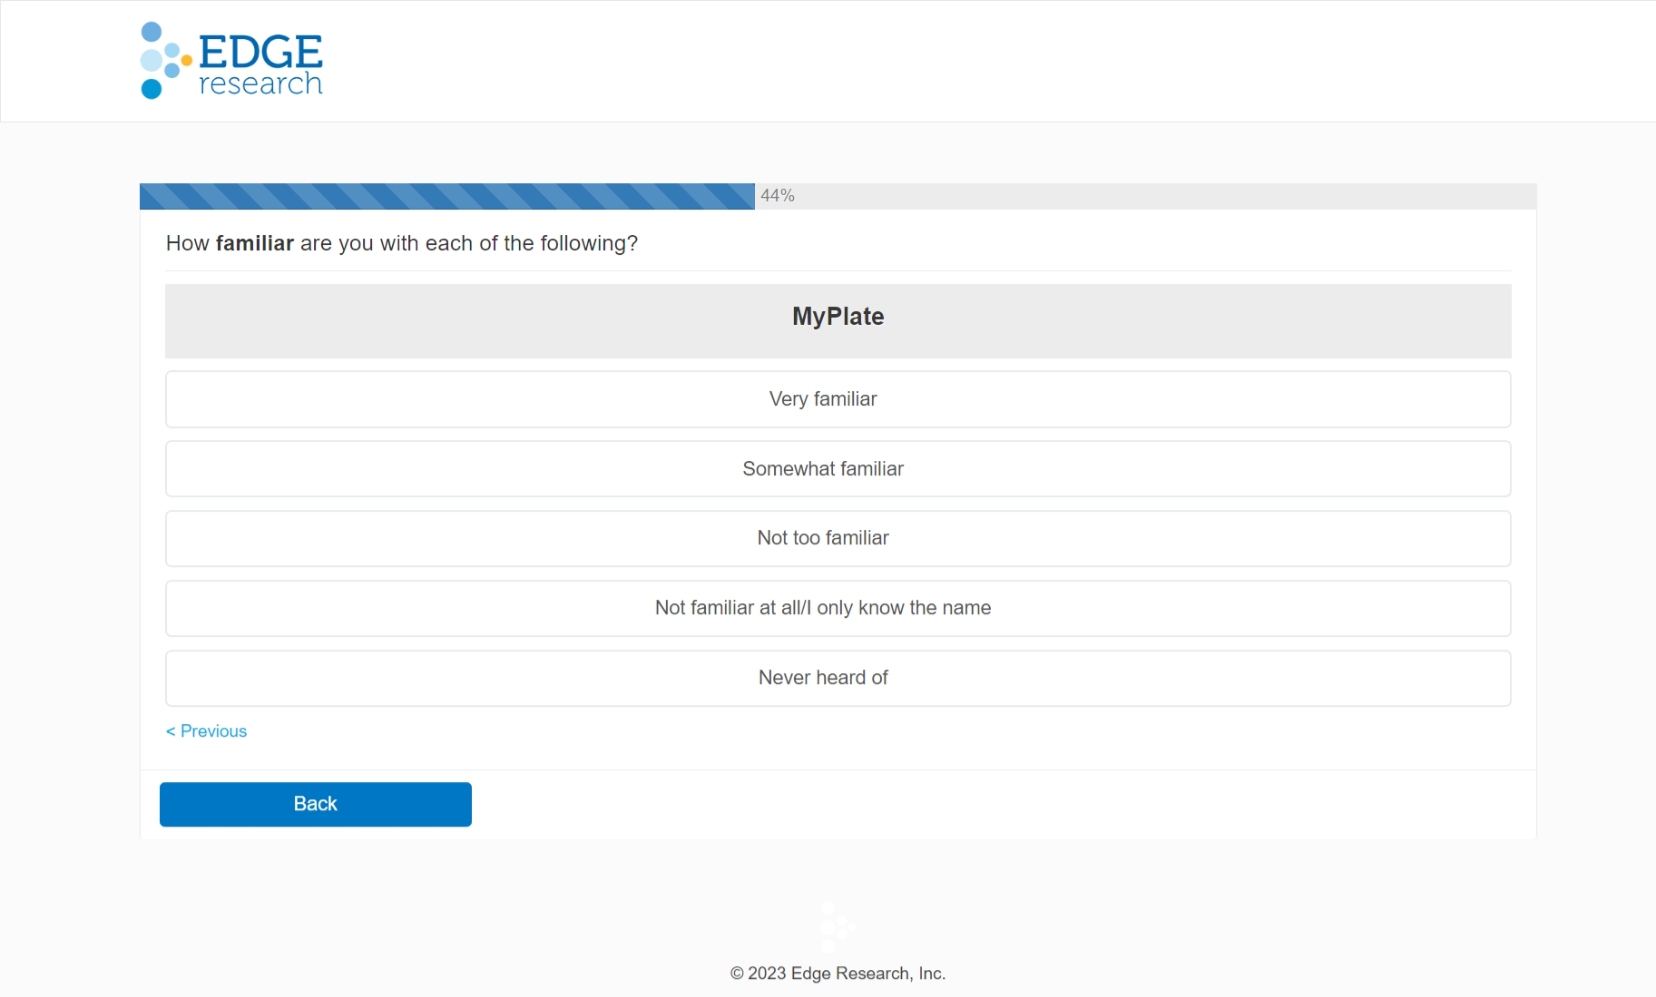 EDGE
research
44%
How familiar are you with each of the following?
MyPlate
Very familiar
Somewhat familiar
Not too familiar
Not familiar at all/I only know the name
Never heard of
< Previous
Back
© 2023 Edge Research, Inc.